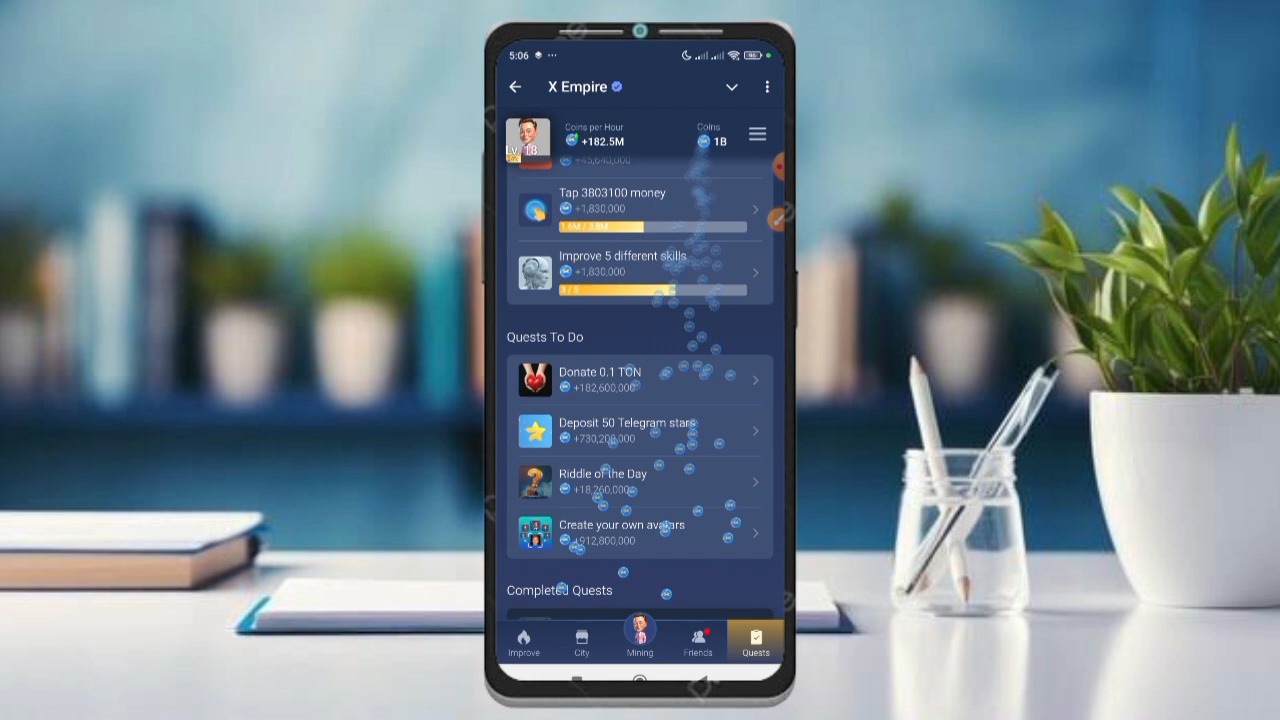 5:06
X Empire
Coins per Hour
+182.5M
Coins
1B
Lv. 18
+45,640,000
Tap 3803100 money
+1,830,000
1.6M / 3.8M
Improve 5 different skills
+1,830,000
3 / 5
Quests To Do
Donate 0.1 TON
+182,600,000
Deposit 50 Telegram stars
+730,200,000
Riddle of the Day
+18,260,000
Create your own avatars
+912,800,000
Completed Quests
Improve
City
Mining
Friends
Quests